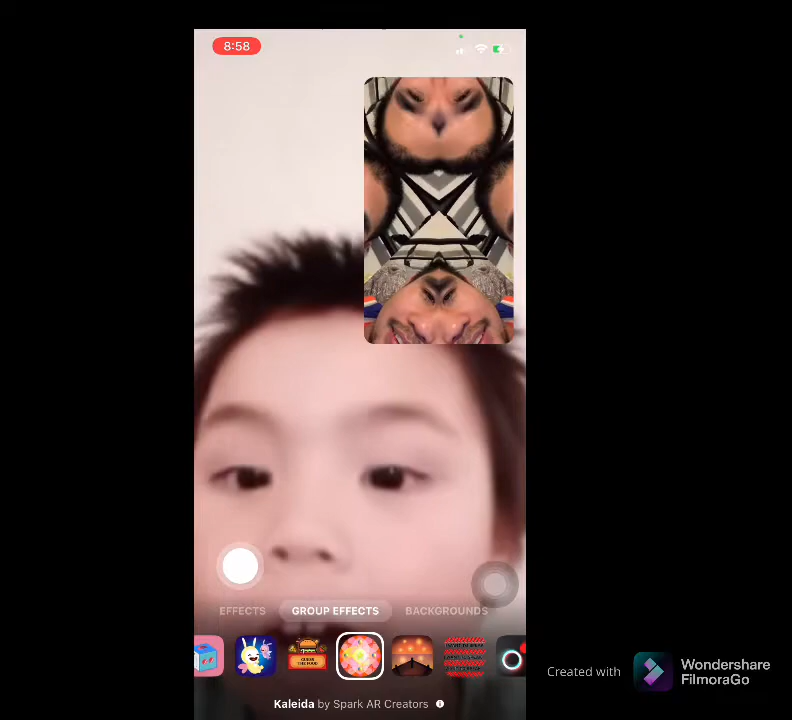 8:58
EFFECTS
GROUP EFFECTS
BACKGROUNDS
Kaleida by Spark AR Creators
Created with
Wondershare
FilmoraGo